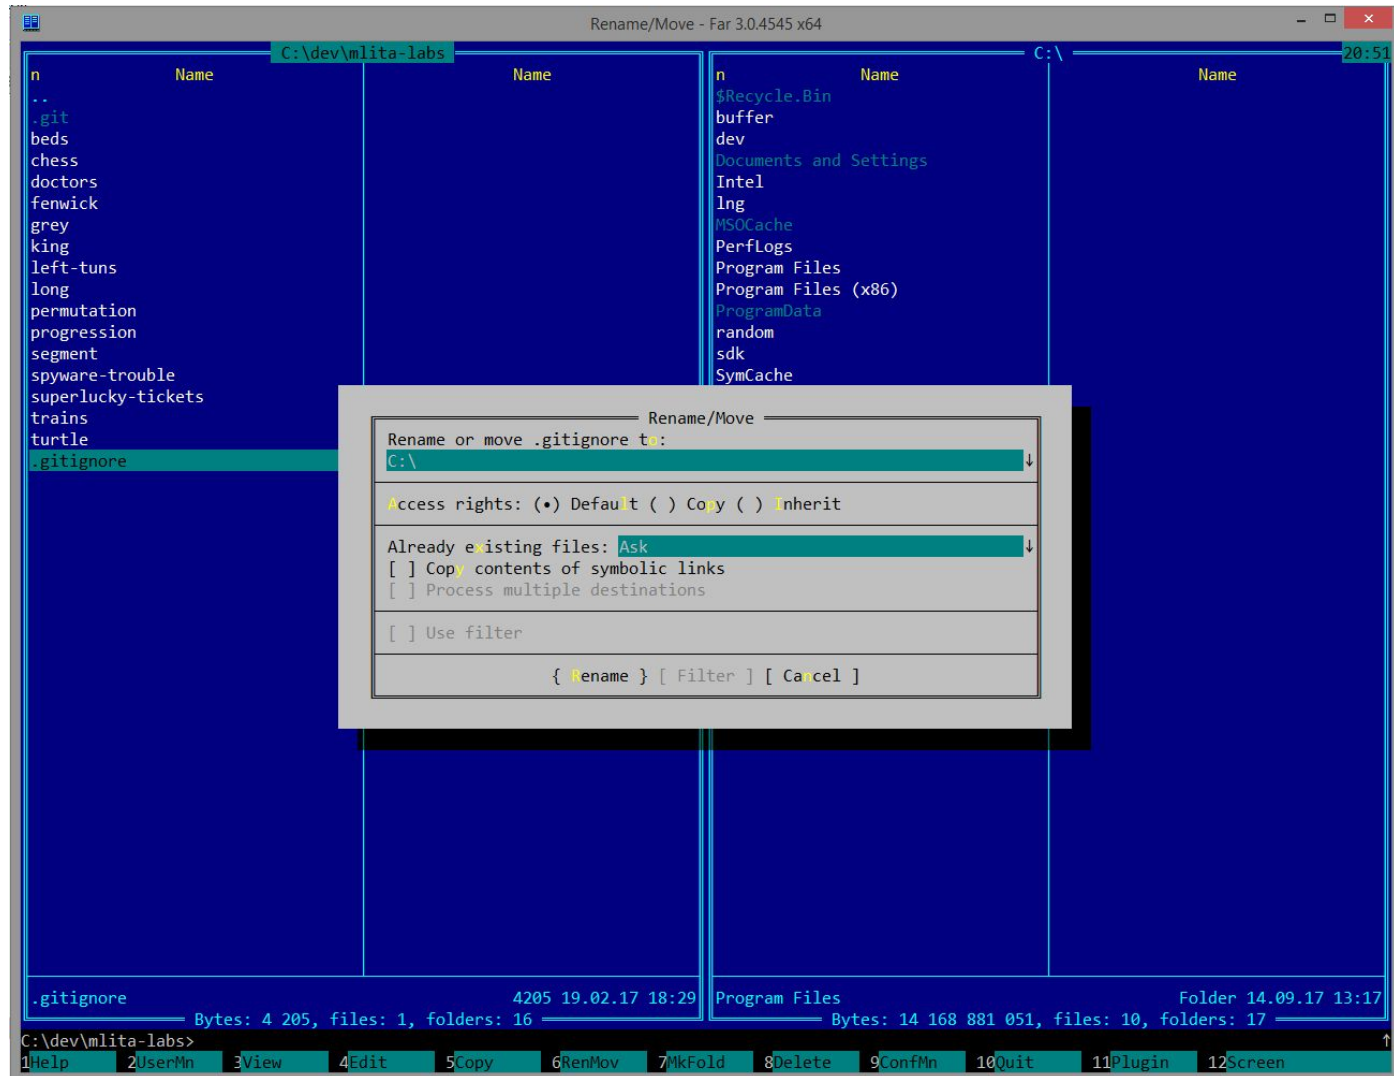 Rename/Move - Far 3.0.4545 x64
C:\dev\mlita-labs
C:\
20:51
n Name Name
n Name Name
..
.git
beds
chess
doctors
fenwick
grey
king
left-tuns
long
permutation
progression
segment
spyware-trouble
superlucky-tickets
trains
turtle
.gitignore
$Recycle.Bin
buffer
dev
Documents and Settings
Intel
lng
MSOCache
PerfLogs
Program Files
Program Files (x86)
ProgramData
random
sdk
SymCache
Rename/Move
Rename or move .gitignore to:
C:\
Access rights: (•) Default ( ) Copy ( ) Inherit
Already existing files: Ask
[ ] Copy contents of symbolic links
[ ] Process multiple destinations
[ ] Use filter
{ Rename } [ Filter ] [ Cancel ]
.gitignore 4205 19.02.17 18:29
Bytes: 4 205, files: 1, folders: 16
Program Files Folder 14.09.17 13:17
Bytes: 14 168 881 051, files: 10, folders: 17
C:\dev\mlita-labs>
1Help 2UserMn 3View 4Edit 5Copy 6RenMov 7MkFold 8Delete 9ConfMn 10Quit 11Plugin 12Screen